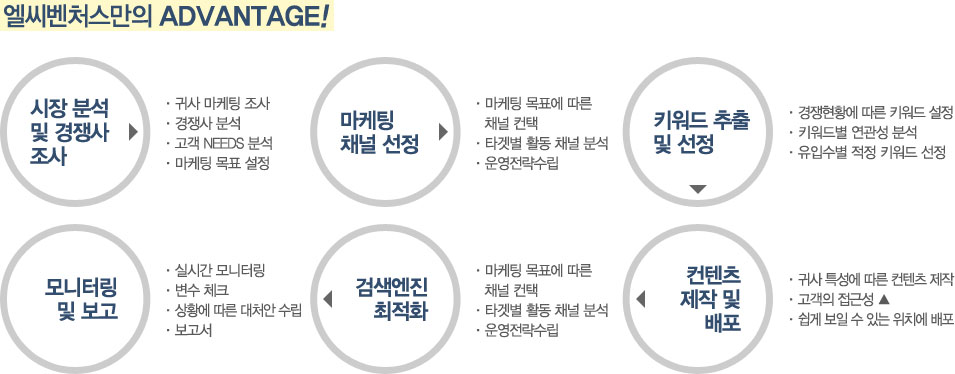 엘씨벤처스만의 ADVANTAGE!
시장 분석
및 경쟁사
조사
· 귀사 마케팅 조사
· 경쟁사 분석
· 고객 NEEDS 분석
· 마케팅 목표 설정
마케팅
채널 선정
· 마케팅 목표에 따른
채널 컨택
· 타겟별 활동 채널 분석
· 운영전략수립
키워드 추출
및 선정
· 경쟁현황에 따른 키워드 설정
· 키워드별 연관성 분석
· 유입수별 적정 키워드 선정
모니터링
및 보고
· 실시간 모니터링
· 변수 체크
· 상황에 따른 대처안 수립
· 보고서
검색엔진
최적화
· 마케팅 목표에 따른
채널 컨택
· 타겟별 활동 채널 분석
· 운영전략수립
컨텐츠
제작 및
배포
· 귀사 특성에 따른 컨텐츠 제작
· 고객의 접근성 ▲
· 쉽게 보일 수 있는 위치에 배포